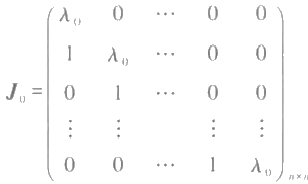 J₀ = ( λ₀ 0 ⋯ 0 0
1 λ₀ ⋯ 0 0
0 1 ⋯ 0 0
⋮ ⋮ ⋮ ⋮
0 0 ⋯ 1 λ₀ )ₙ×ₙ